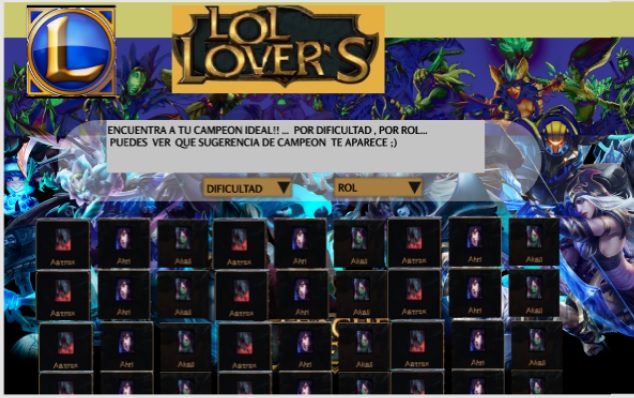 L
LOL
LOVER'S
ENCUENTRA A TU CAMPEON IDEAL!! ... POR DIFICULTAD , POR ROL...
PUEDES VER QUE SUGERENCIA DE CAMPEON TE APARECE ;)
DIFICULTAD ROL
Aatrox Ahri Akali Aatrox Ahri Akali Aatrox Ahri Akali
Aatrox Ahri Akali Aatrox Ahri Akali Aatrox Ahri Akali
Aatrox Ahri Akali Aatrox Ahri Akali Aatrox Ahri Akali